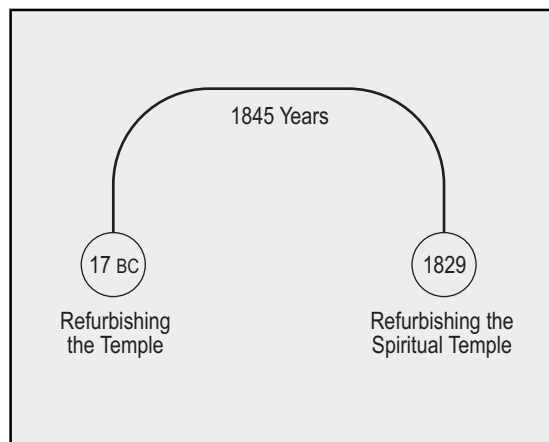 1845 Years
17 BC
1829
Refurbishing
the Temple
Refurbishing the
Spiritual Temple